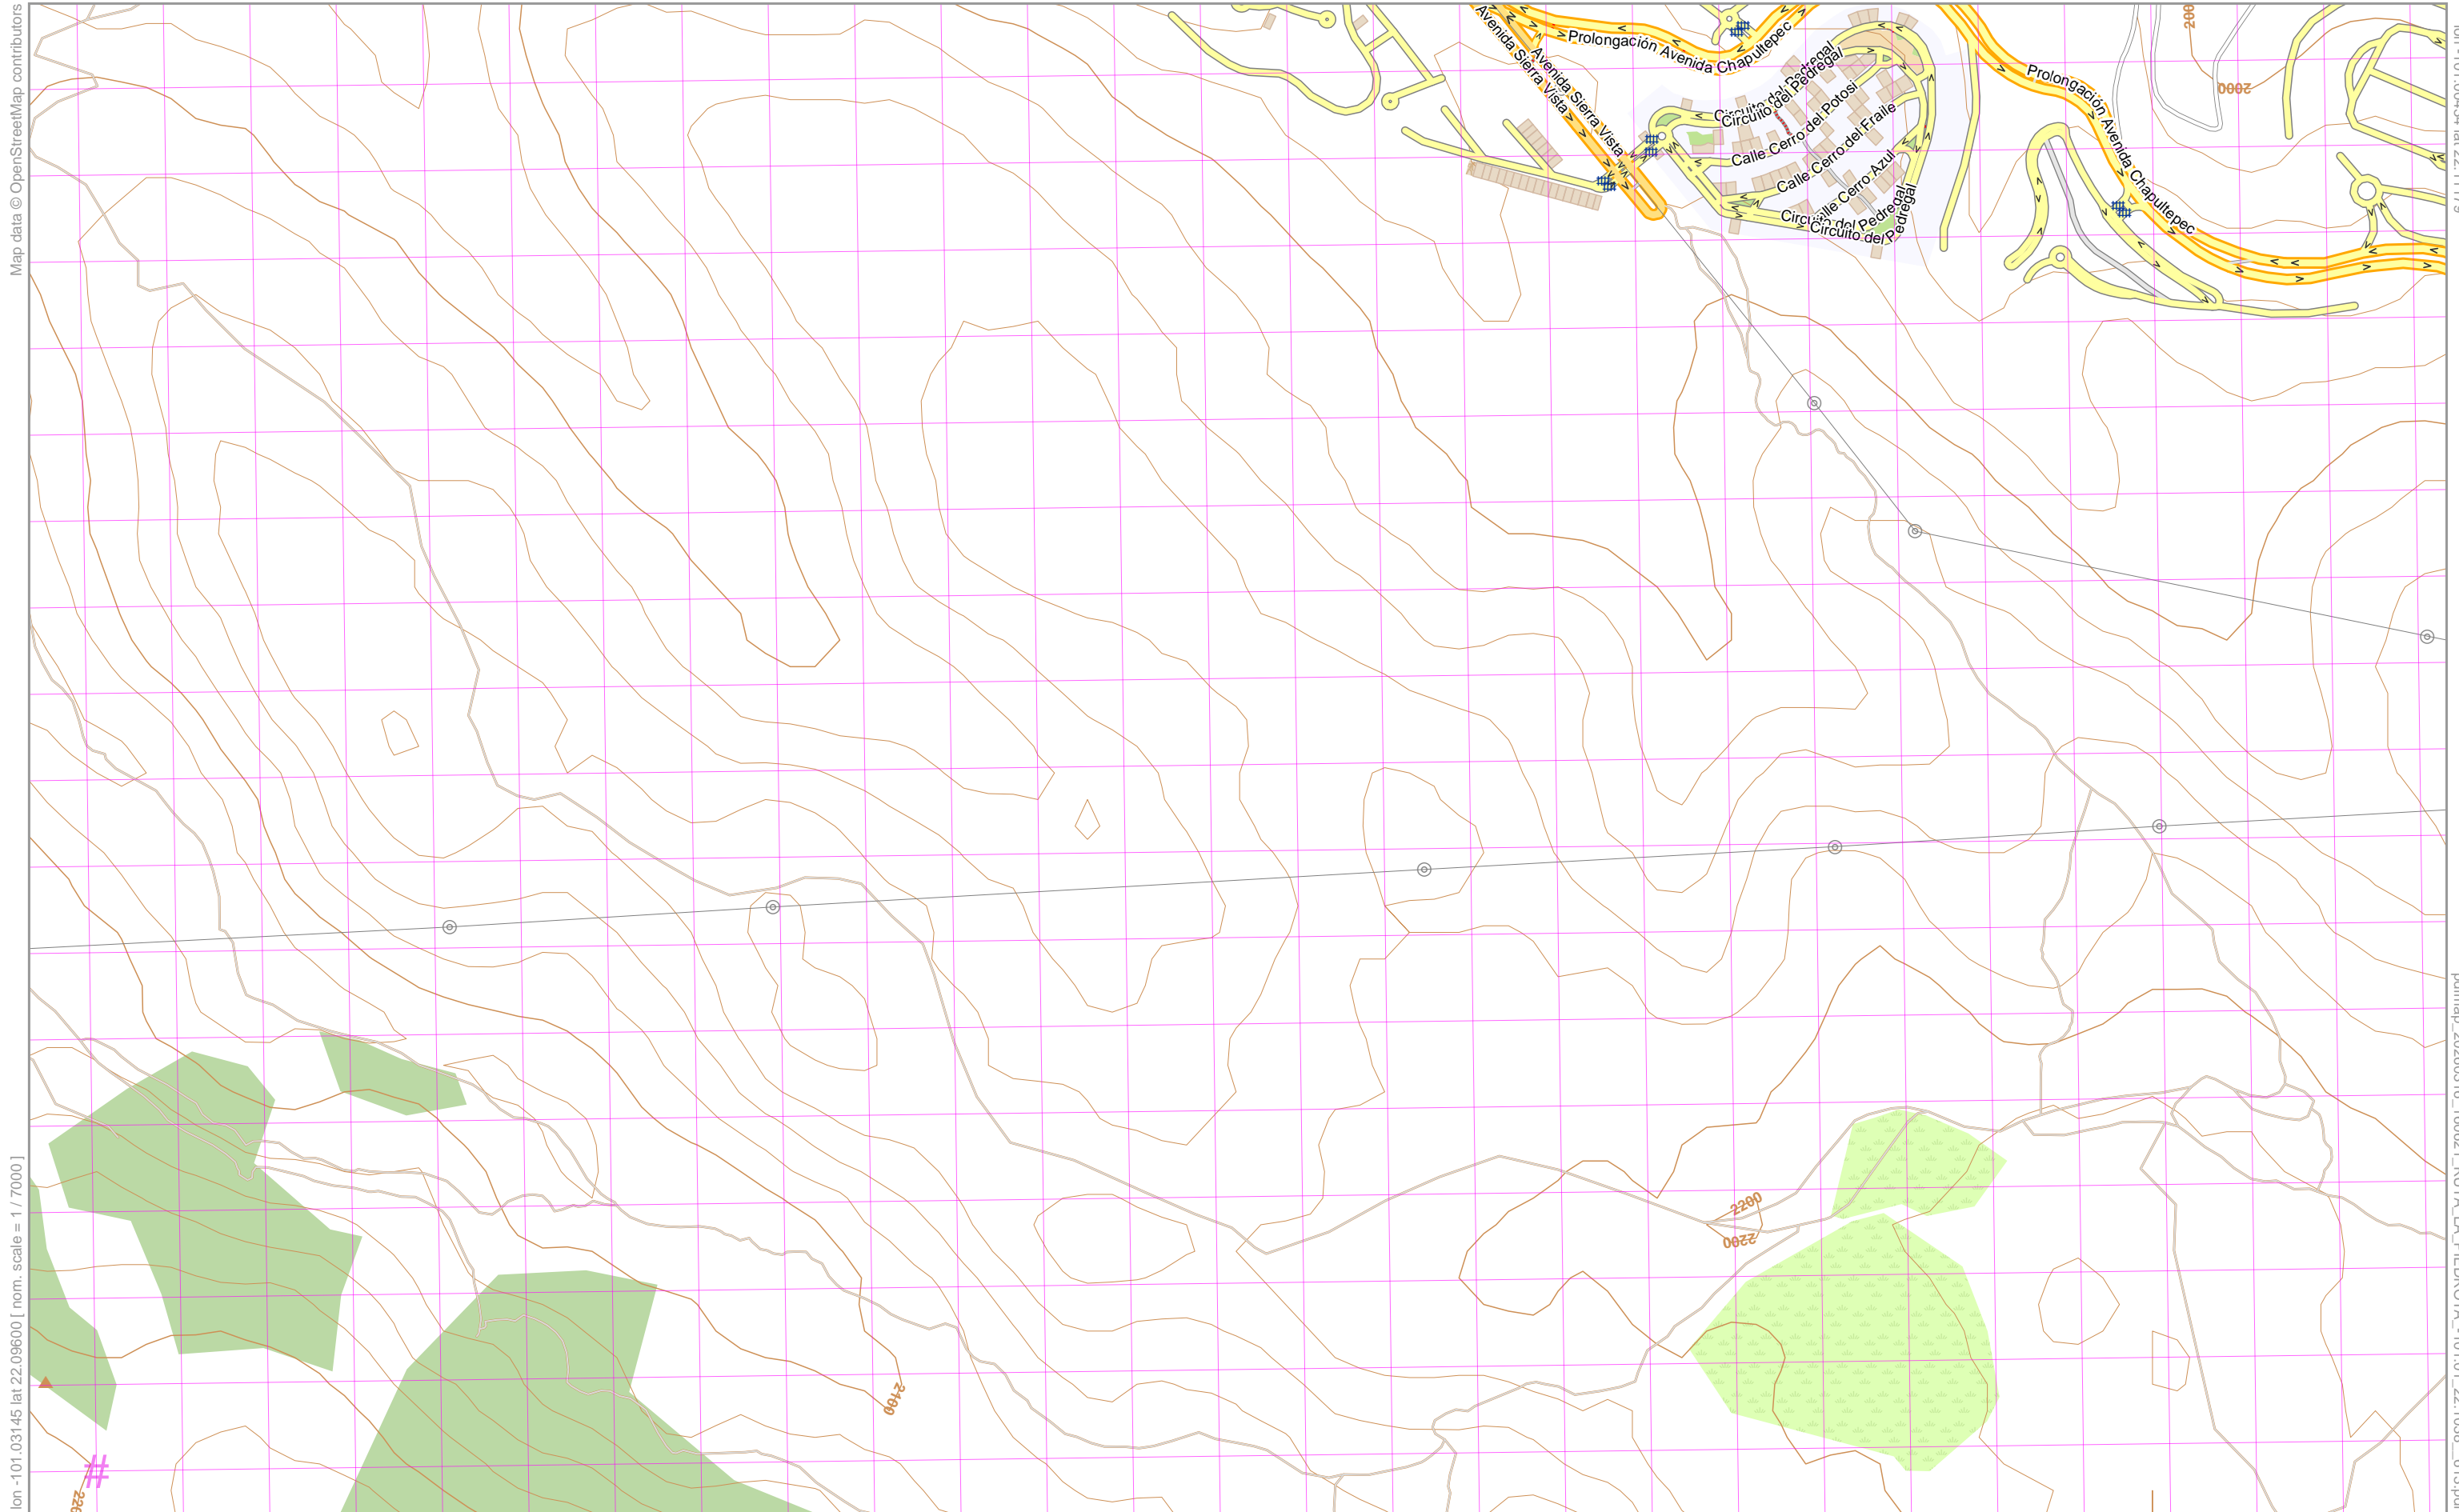 Map data © OpenStreetMap contributors
lon -101.03145 lat 22.09600 [ nom. scale = 1 / 7000 ]
Avenida Sierra Vista
Avenida Sierra Vista
Prolongación Avenida Chapultepec
Circuito del Pedregal
Circuito del Pedregal
Calle Cerro del Potosi
Calle Cerro del Fraile
Calle Cerro Azul
Circuito del Pedregal
Circuito del Pedregal
Prolongación Avenida Chapultepec
2000
2200
2200
2400
#